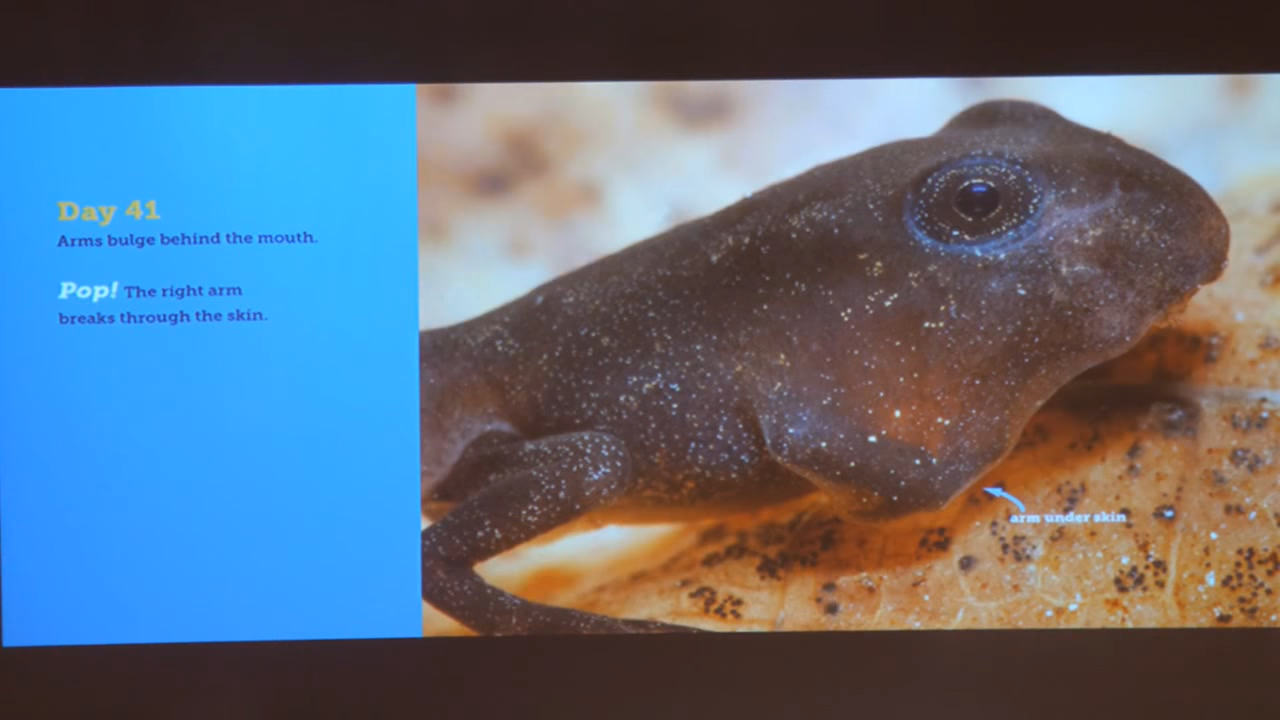 Day 41
Arms bulge behind the mouth.
Pop! The right arm
breaks through the skin.
arm under skin